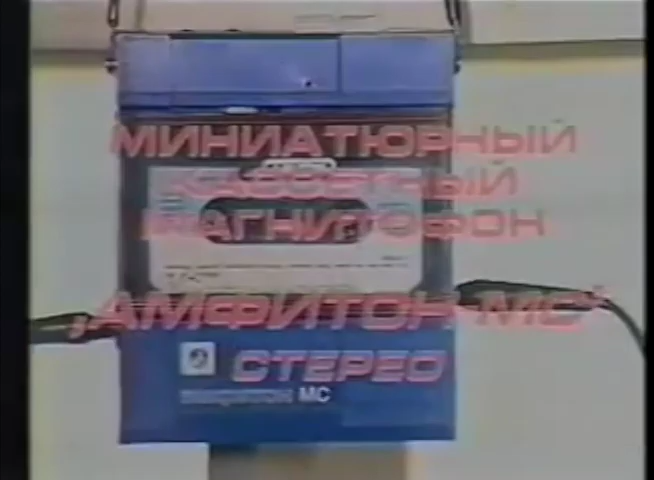 МИНИАТЮРНЫЙ
КАССЕТНЫЙ
МАГНИТОФОН
„АМФИТОН-МС"
СТЕРЕО
амфитон МС